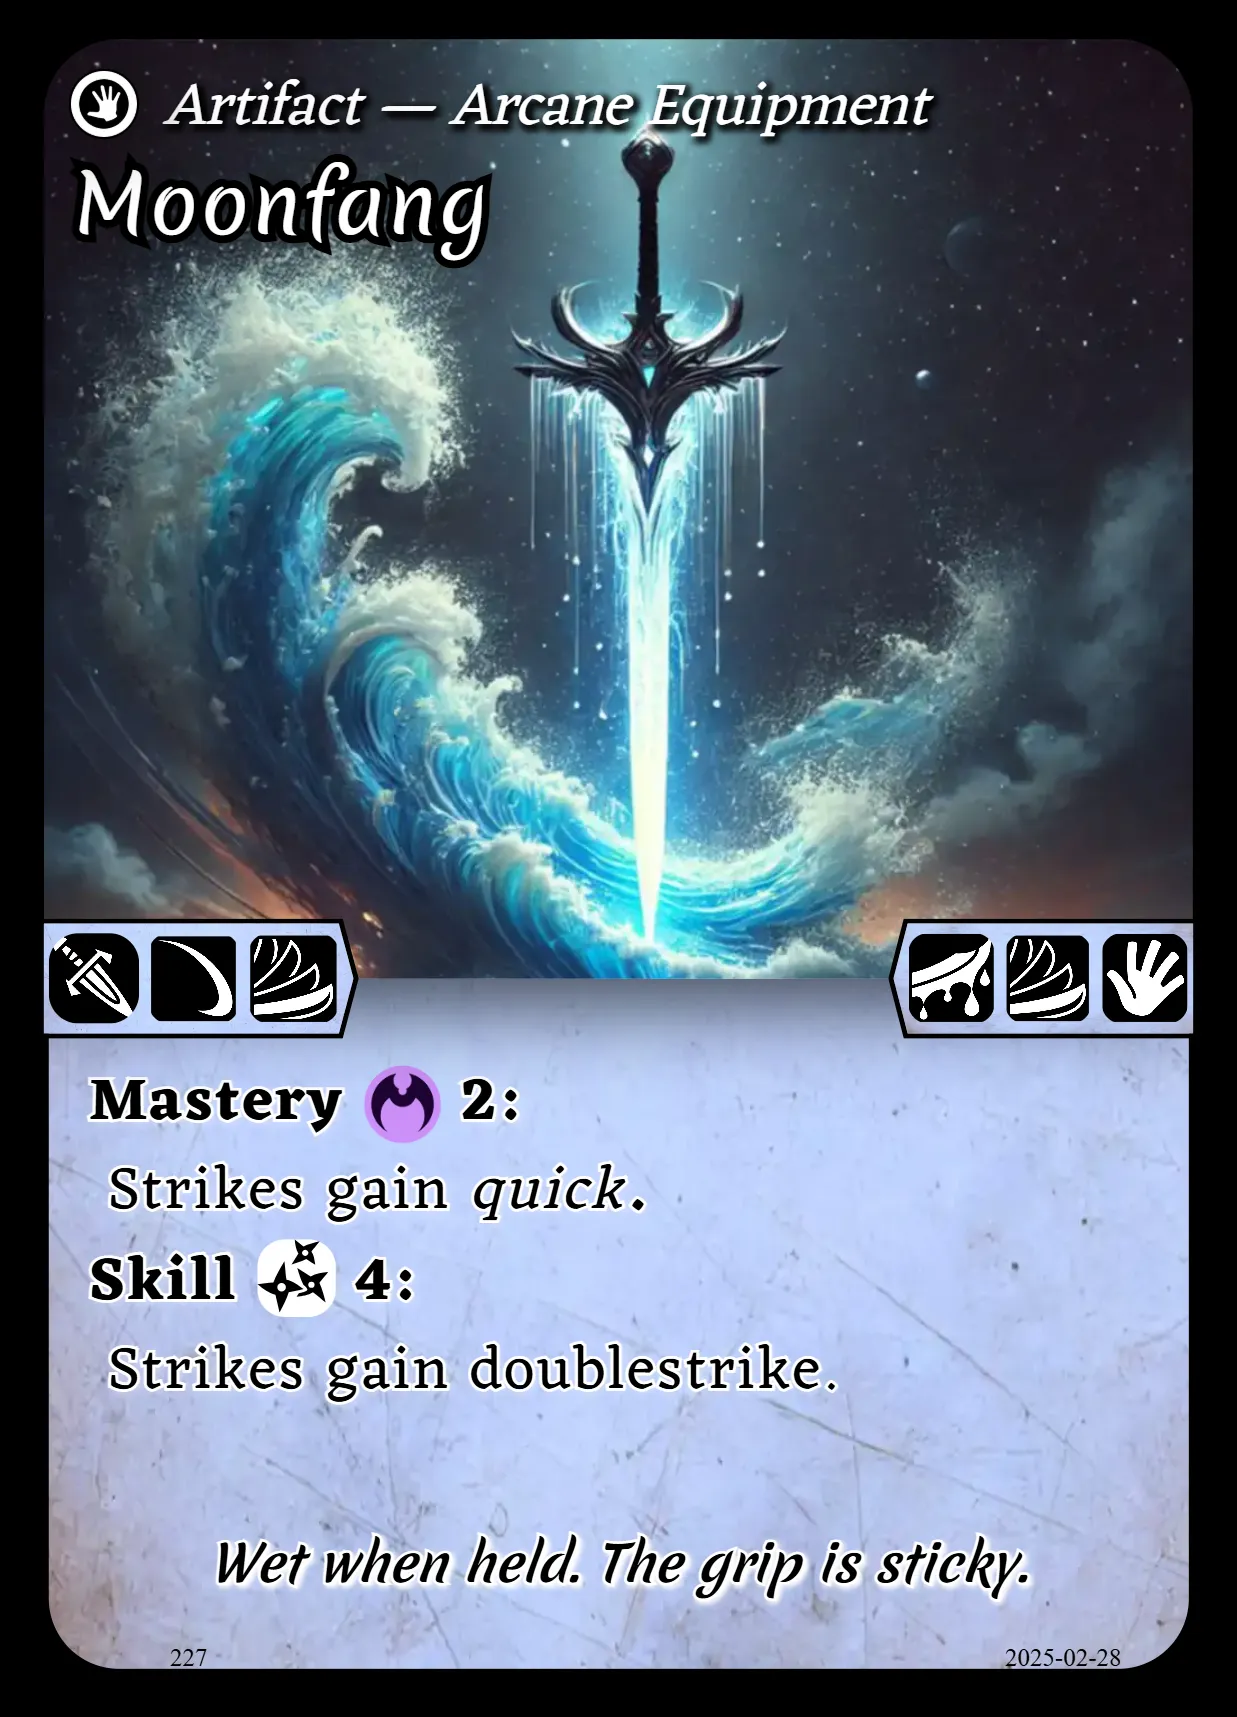 Artifact — Arcane Equipment
Moonfang
Mastery 2:
Strikes gain quick.
Skill 4:
Strikes gain doublestrike.
Wet when held. The grip is sticky.
227
2025-02-28